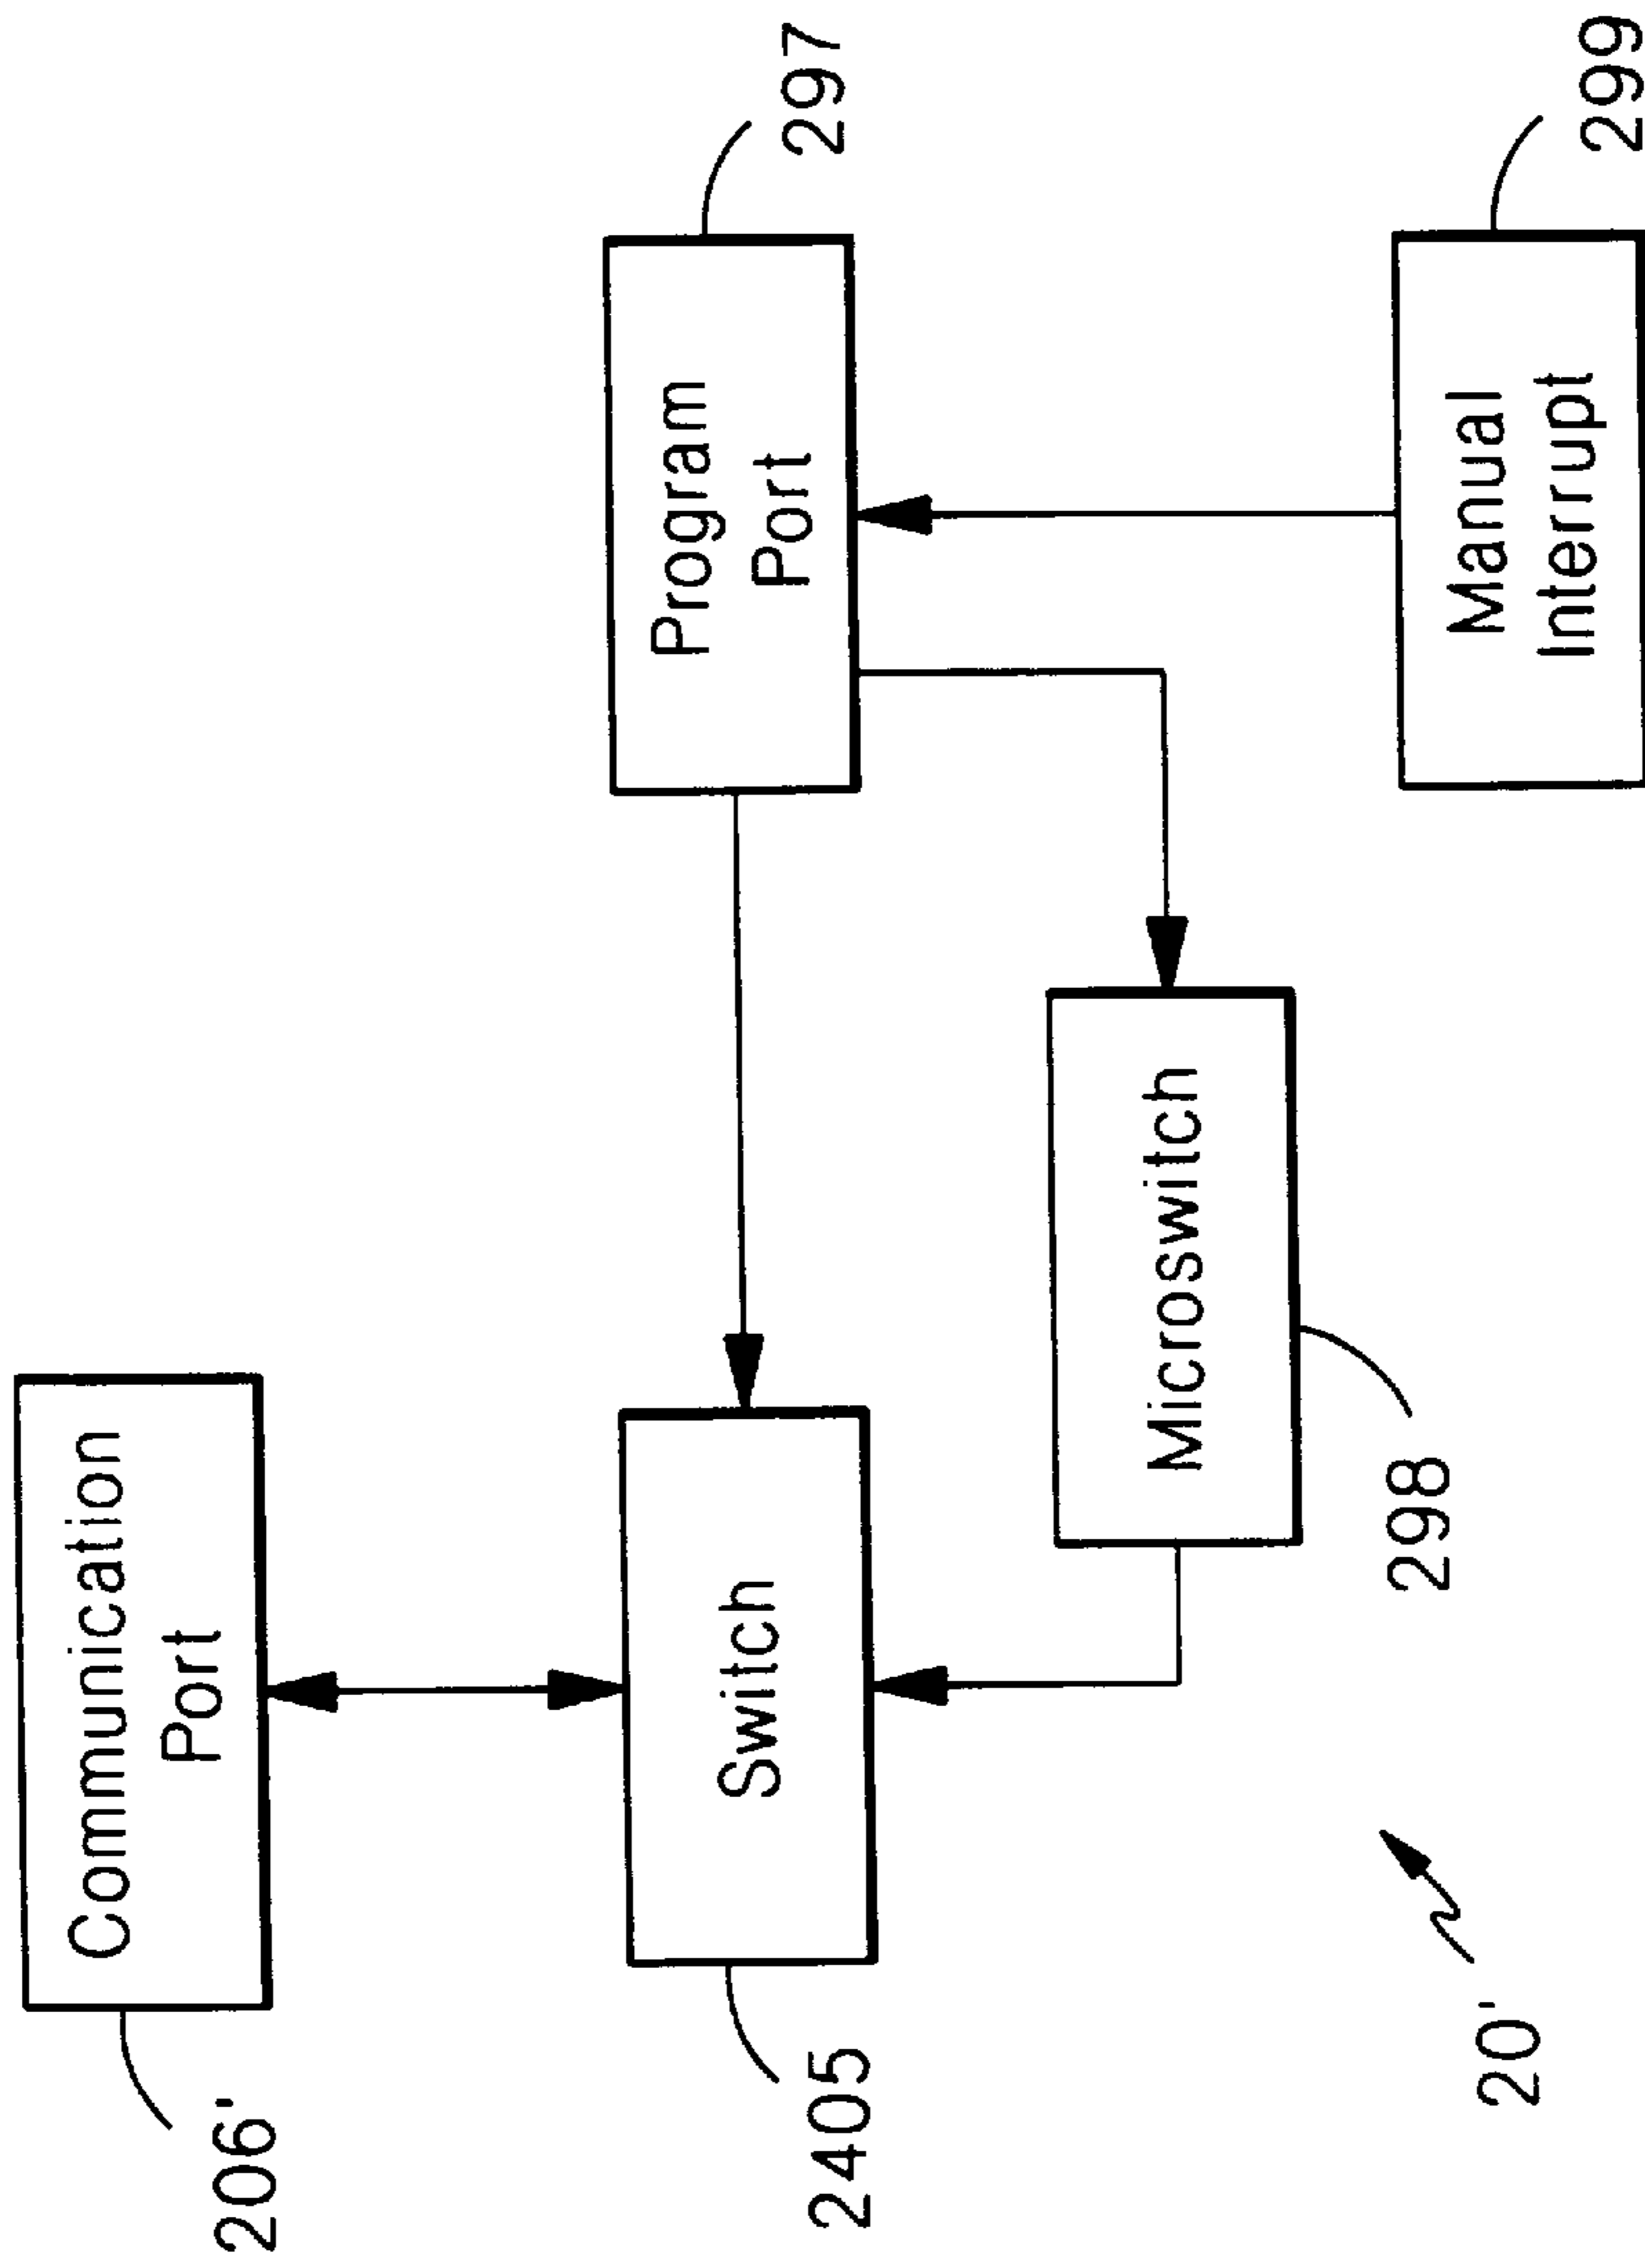 206'
Communication
Port
2405
Switch
Program
Port
297
Microswitch
298
Manual
Interrupt
299
20'